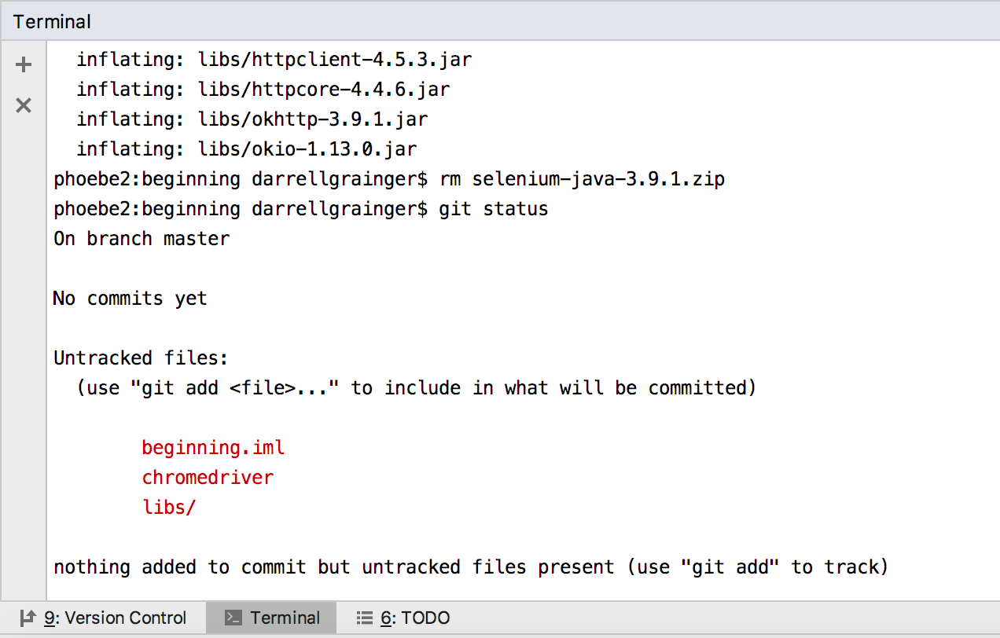 Terminal
inflating: libs/httpclient-4.5.3.jar
inflating: libs/httpcore-4.4.6.jar
inflating: libs/okhttp-3.9.1.jar
inflating: libs/okio-1.13.0.jar
phoebe2:beginning darrellgrainger$ rm selenium-java-3.9.1.zip
phoebe2:beginning darrellgrainger$ git status
On branch master
No commits yet
Untracked files:
(use "git add <file>..." to include in what will be committed)
beginning.iml
chromedriver
libs/
nothing added to commit but untracked files present (use "git add" to track)
9: Version Control Terminal 6: TODO